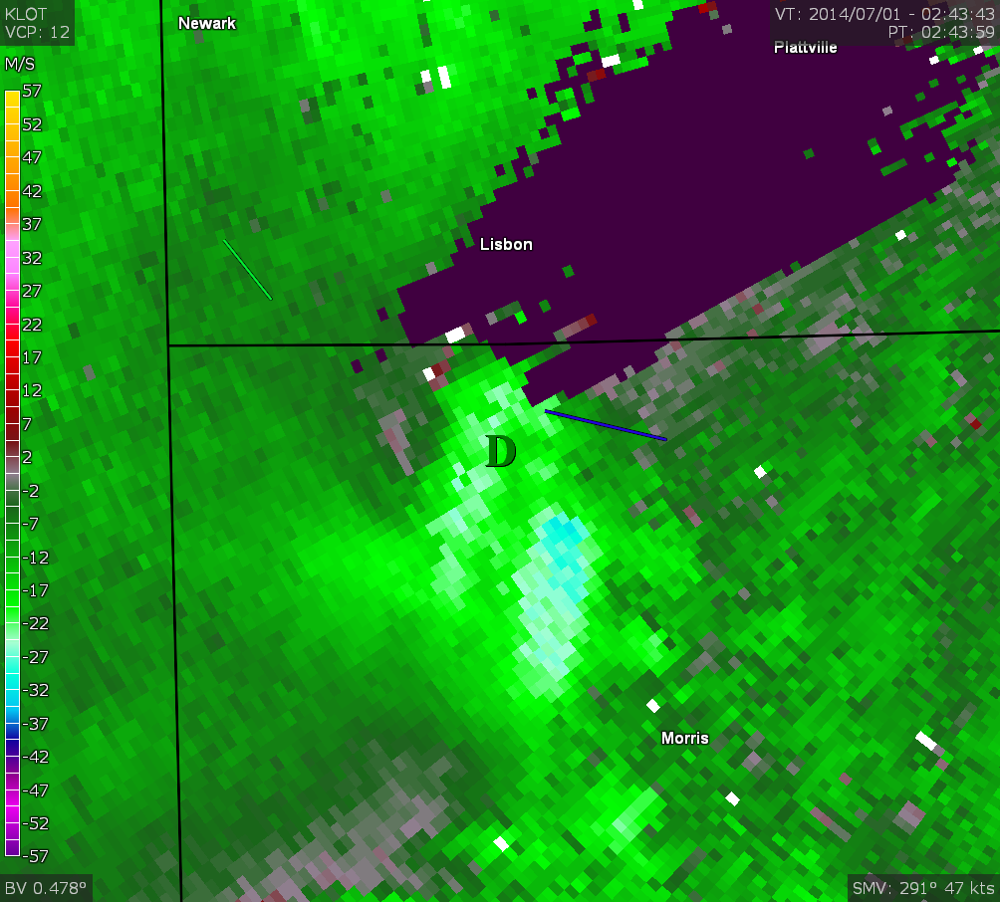 KLOT
VCP: 12
Newark
VT: 2014/07/01 - 02:43:43
PT: 02:43:59
Plattville
M/S
57
52
47
42
37
32
27
22
17
12
7
2
-2
-7
-12
-17
-22
-27
-32
-37
-42
-47
-52
-57
Lisbon
D
Morris
BV 0.478°
SMV: 291° 47 kts